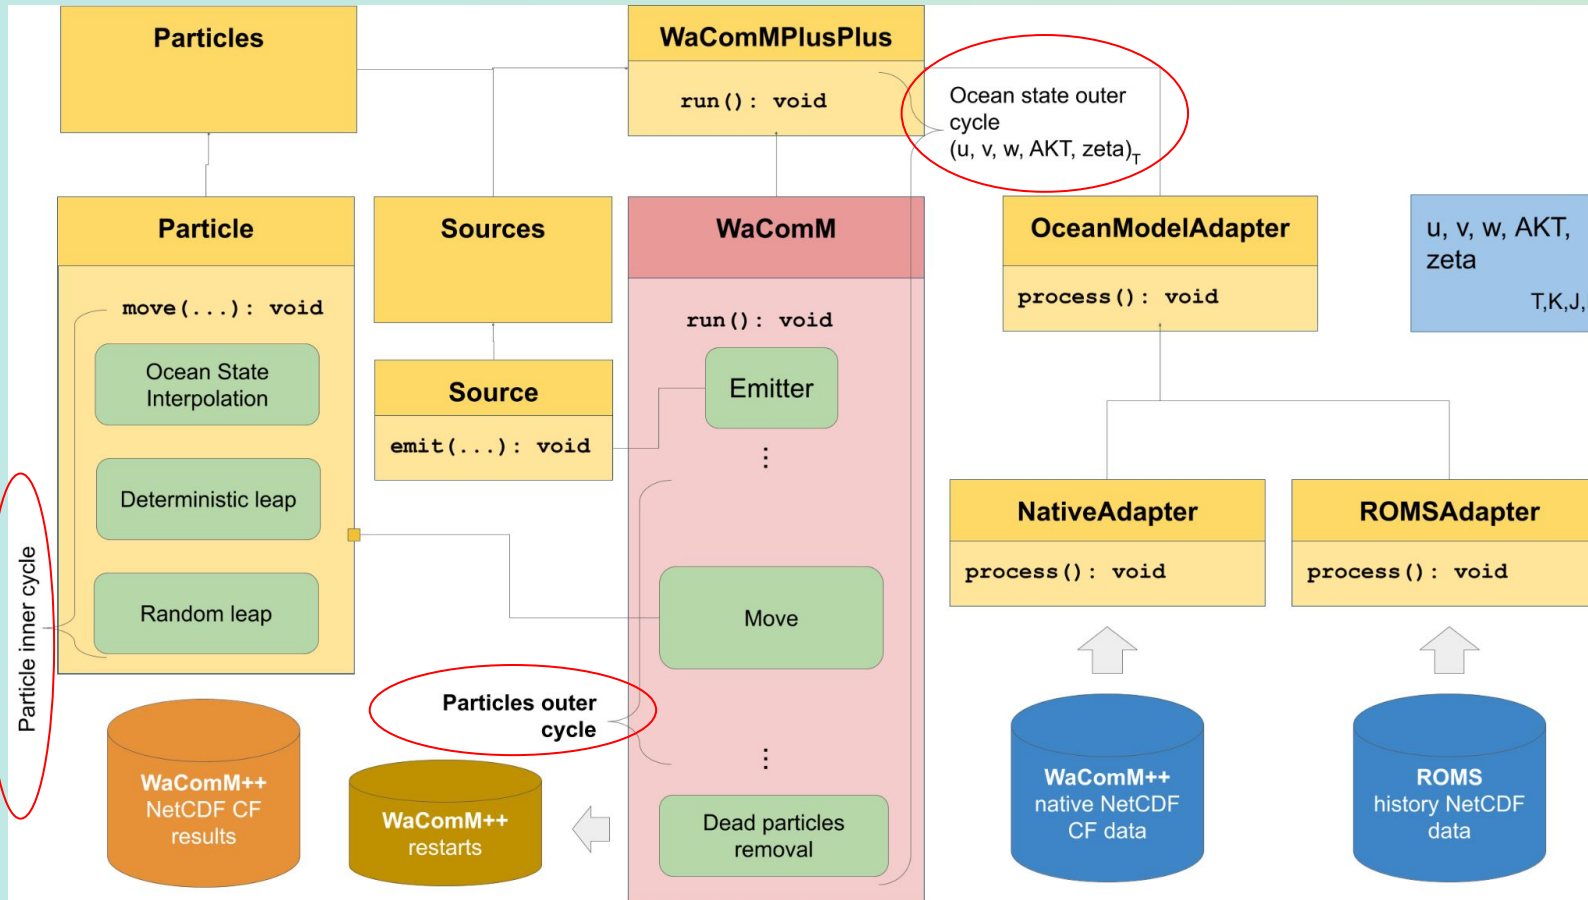 Particles
WaComMPlusPlus
run(): void
Ocean state outer
cycle
(u, v, w, AKT, zeta)T
Particle
move(...): void
Ocean State
Interpolation
Deterministic leap
Random leap
Particle inner cycle
Sources
Source
emit(...): void
WaComM
run(): void
Emitter
⋮
Move
Particles outer
cycle
⋮
Dead particles
removal
OceanModelAdapter
process(): void
u, v, w, AKT,
zeta
T,K,J,
NativeAdapter
process(): void
ROMSAdapter
process(): void
WaComM++
NetCDF CF
results
WaComM++
restarts
WaComM++
native NetCDF
CF data
ROMS
history NetCDF
data